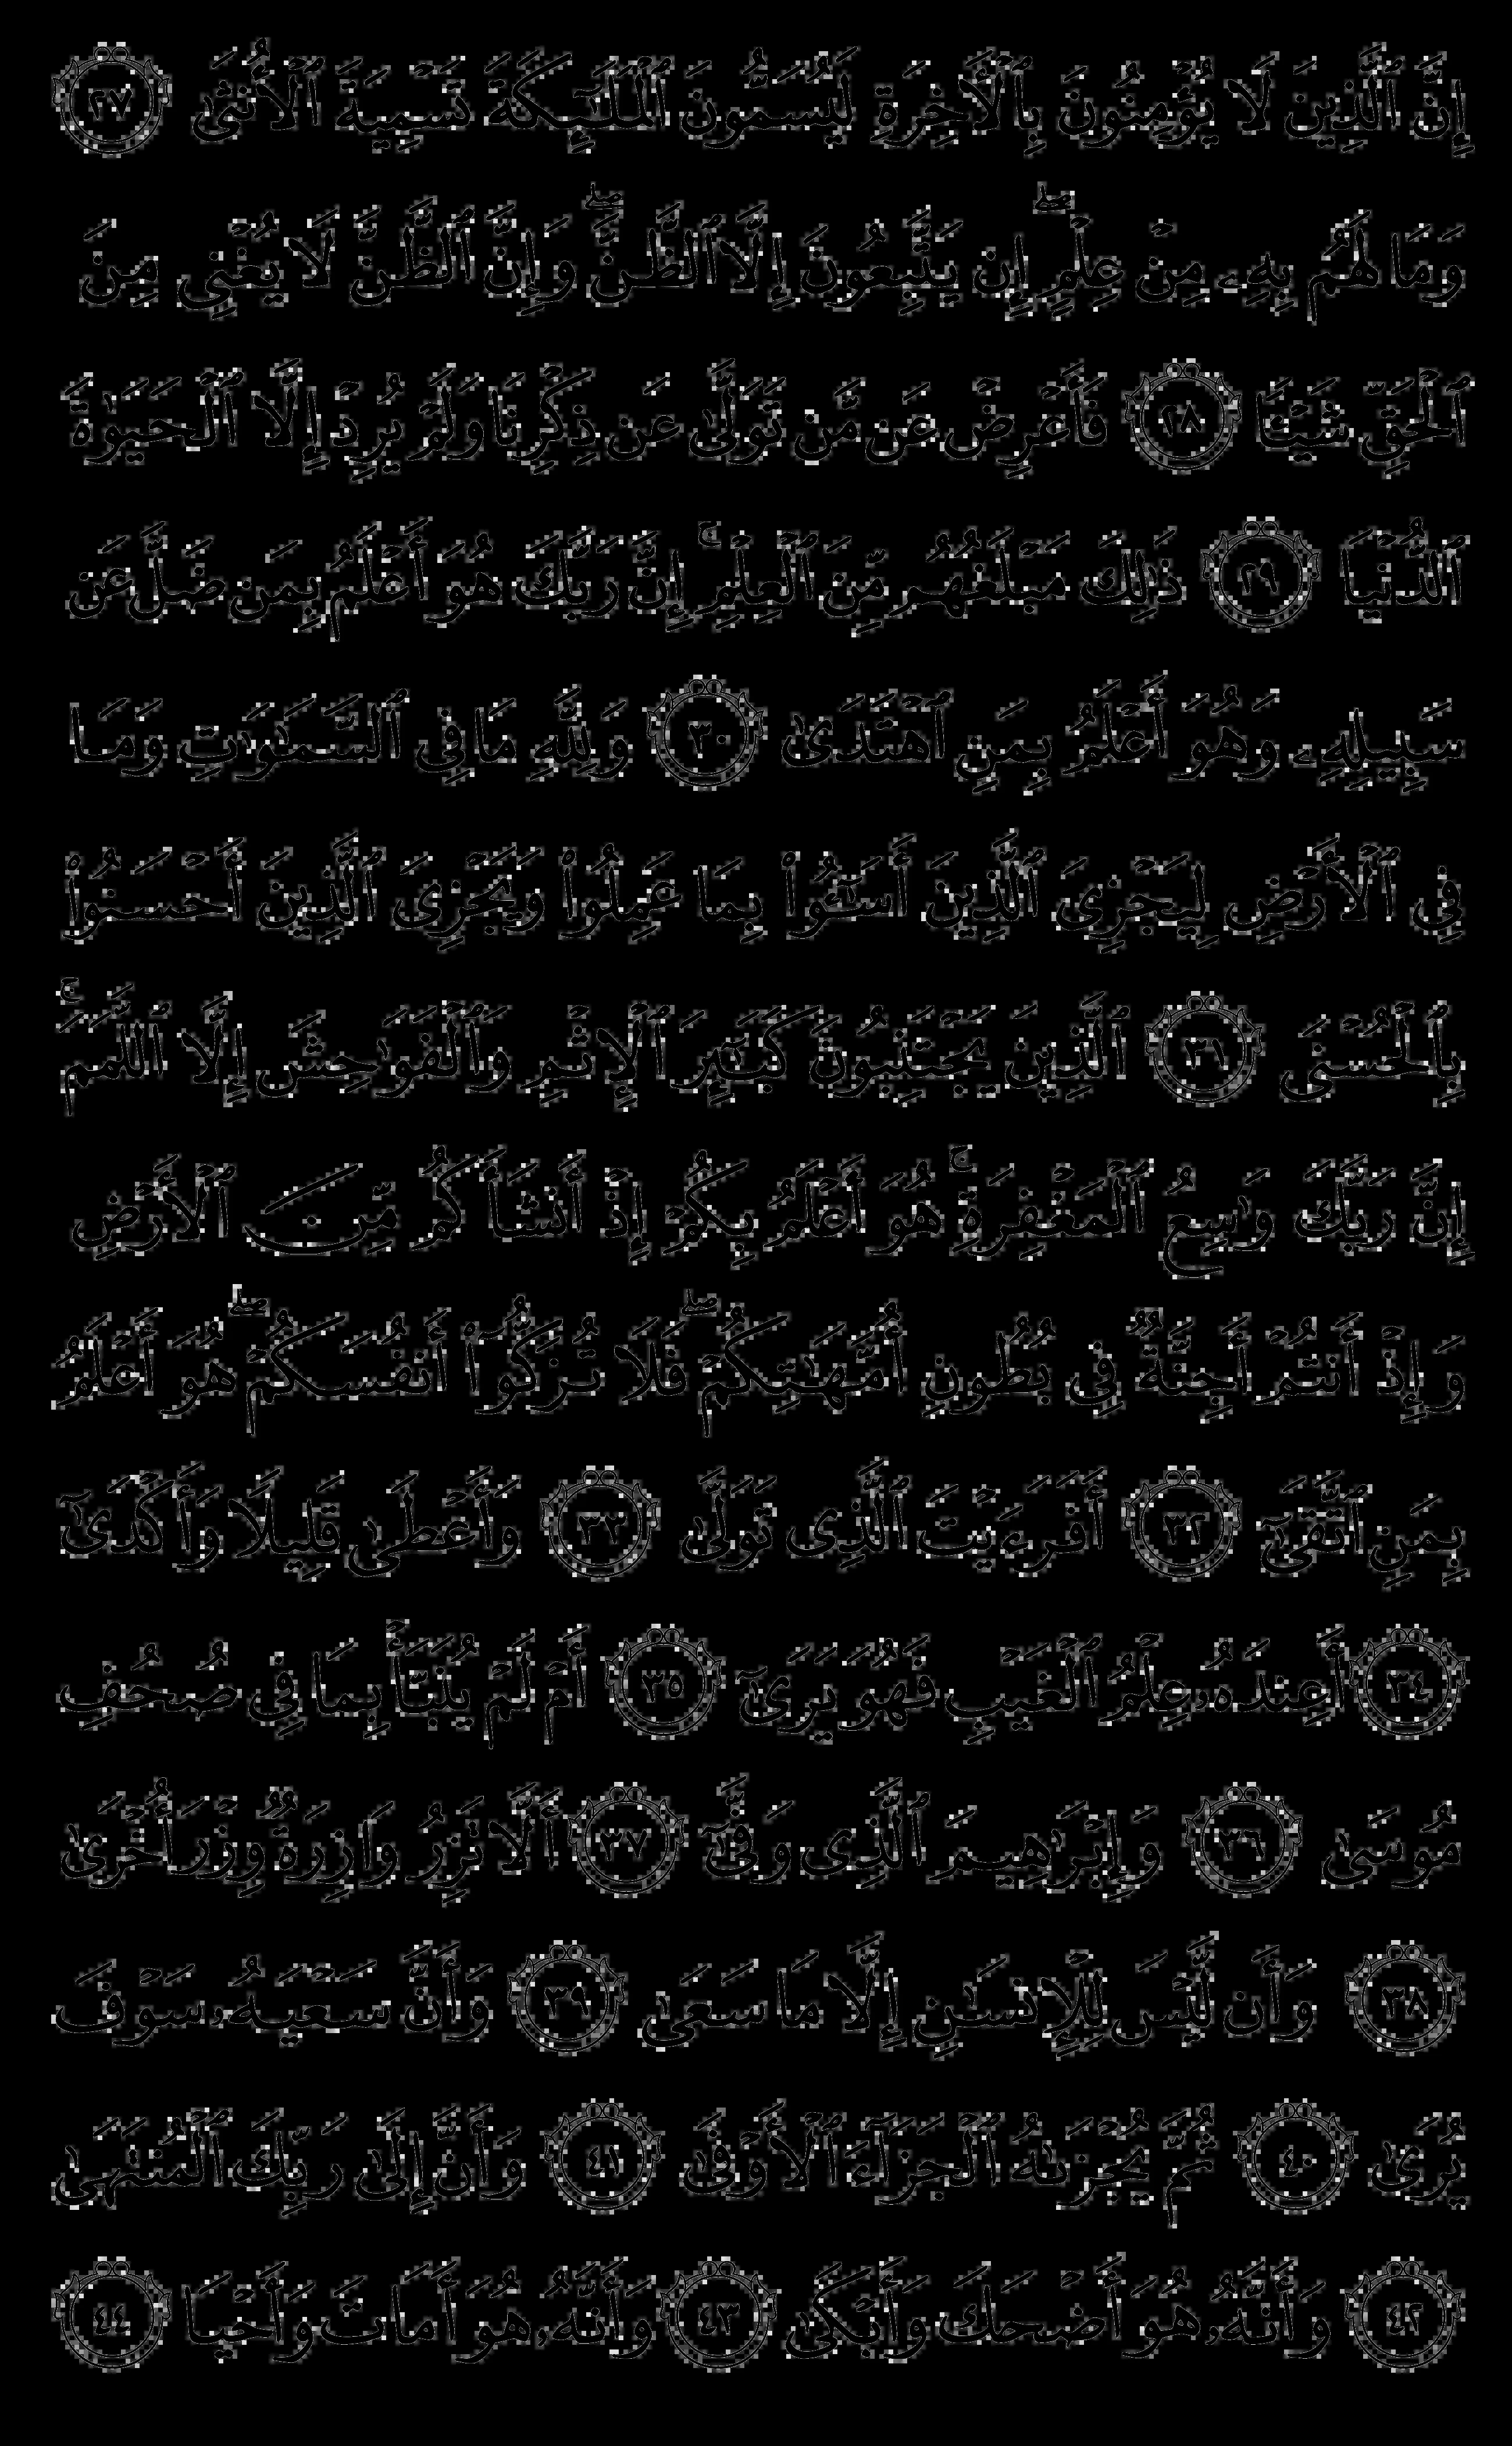 إِنَّ ٱلَّذِينَ لَا يُؤْمِنُونَ بِٱلْأَخِرَةِ لَيُسَمُّونَ ٱلْمَلَٰٓئِكَةَ تَسْمِيَةَ ٱلْأُنثَىٰ ٢٧
وَمَا لَهُم بِهِۦ مِنْ عِلْمٍ ۖ إِن يَتَّبِعُونَ إِلَّا ٱلظَّنَّ ۖ وَإِنَّ ٱلظَّنَّ لَا يُغْنِى مِنَ
ٱلْحَقِّ شَيْـًٔا ٢٨ فَأَعْرِضْ عَن مَّن تَوَلَّىٰ عَن ذِكْرِنَا وَلَمْ يُرِدْ إِلَّا ٱلْحَيَوٰةَ
ٱلدُّنْيَا ٢٩ ذَٰلِكَ مَبْلَغُهُم مِّنَ ٱلْعِلْمِ ۚ إِنَّ رَبَّكَ هُوَ أَعْلَمُ بِمَن ضَلَّ عَن
سَبِيلِهِۦ وَهُوَ أَعْلَمُ بِمَنِ ٱهْتَدَىٰ ٣٠ وَلِلَّهِ مَا فِى ٱلسَّمَٰوَٰتِ وَمَا
فِى ٱلْأَرْضِ لِيَجْزِىَ ٱلَّذِينَ أَسَٰٓـُٔوا۟ بِمَا عَمِلُوا۟ وَيَجْزِىَ ٱلَّذِينَ أَحْسَنُوا۟
بِٱلْحُسْنَى ٣١ ٱلَّذِينَ يَجْتَنِبُونَ كَبَٰٓئِرَ ٱلْإِثْمِ وَٱلْفَوَٰحِشَ إِلَّا ٱللَّمَمَ ۚ
إِنَّ رَبَّكَ وَٰسِعُ ٱلْمَغْفِرَةِ ۚ هُوَ أَعْلَمُ بِكُمْ إِذْ أَنشَأَكُم مِّنَ ٱلْأَرْضِ
وَإِذْ أَنتُمْ أَجِنَّةٌ فِى بُطُونِ أُمَّهَٰتِكُمْ ۖ فَلَا تُزَكُّوٓا۟ أَنفُسَكُمْ ۖ هُوَ أَعْلَمُ
بِمَنِ ٱتَّقَىٰٓ ٣٢ أَفَرَءَيْتَ ٱلَّذِى تَوَلَّىٰ ٣٣ وَأَعْطَىٰ قَلِيلًا وَأَكْدَىٰٓ
٣٤ أَعِندَهُۥ عِلْمُ ٱلْغَيْبِ فَهُوَ يَرَىٰٓ ٣٥ أَمْ لَمْ يُنَبَّأْ بِمَا فِى صُحُفِ
مُوسَىٰ ٣٦ وَإِبْرَٰهِيمَ ٱلَّذِى وَفَّىٰٓ ٣٧ أَلَّا تَزِرُ وَازِرَةٌ وِزْرَ أُخْرَىٰ
٣٨ وَأَن لَّيْسَ لِلْإِنسَٰنِ إِلَّا مَا سَعَىٰ ٣٩ وَأَنَّ سَعْيَهُۥ سَوْفَ
يُرَىٰ ٤٠ ثُمَّ يُجْزَىٰهُ ٱلْجَزَآءَ ٱلْأَوْفَىٰ ٤١ وَأَنَّ إِلَىٰ رَبِّكَ ٱلْمُنتَهَىٰ
٤٢ وَأَنَّهُۥ هُوَ أَضْحَكَ وَأَبْكَىٰ ٤٣ وَأَنَّهُۥ هُوَ أَمَاتَ وَأَحْيَا ٤٤